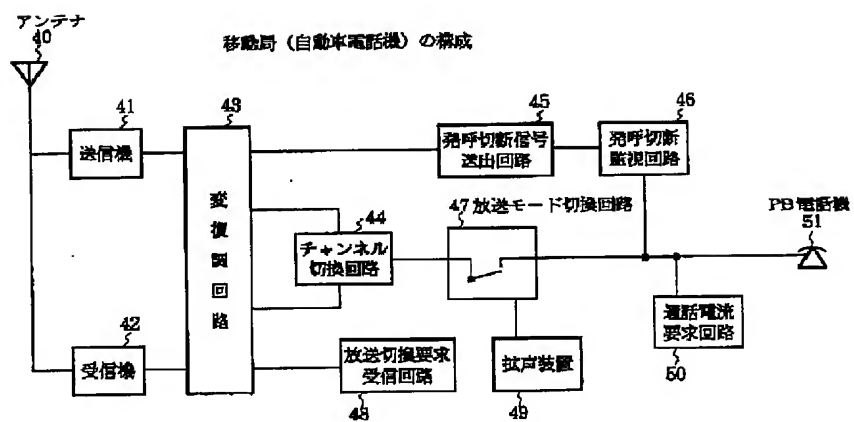 アンテナ
40
移動局（自動車電話機）の構成
41
送信機
43
変復調回路
45
発呼切断信号
送出回路
46
発呼切断
監視回路
44
チャンネル
切換回路
47 放送モード切換回路
PB電話機
51
42
受信機
放送切換要求
受信回路
48
拡声装置
49
通話電流
要求回路
50